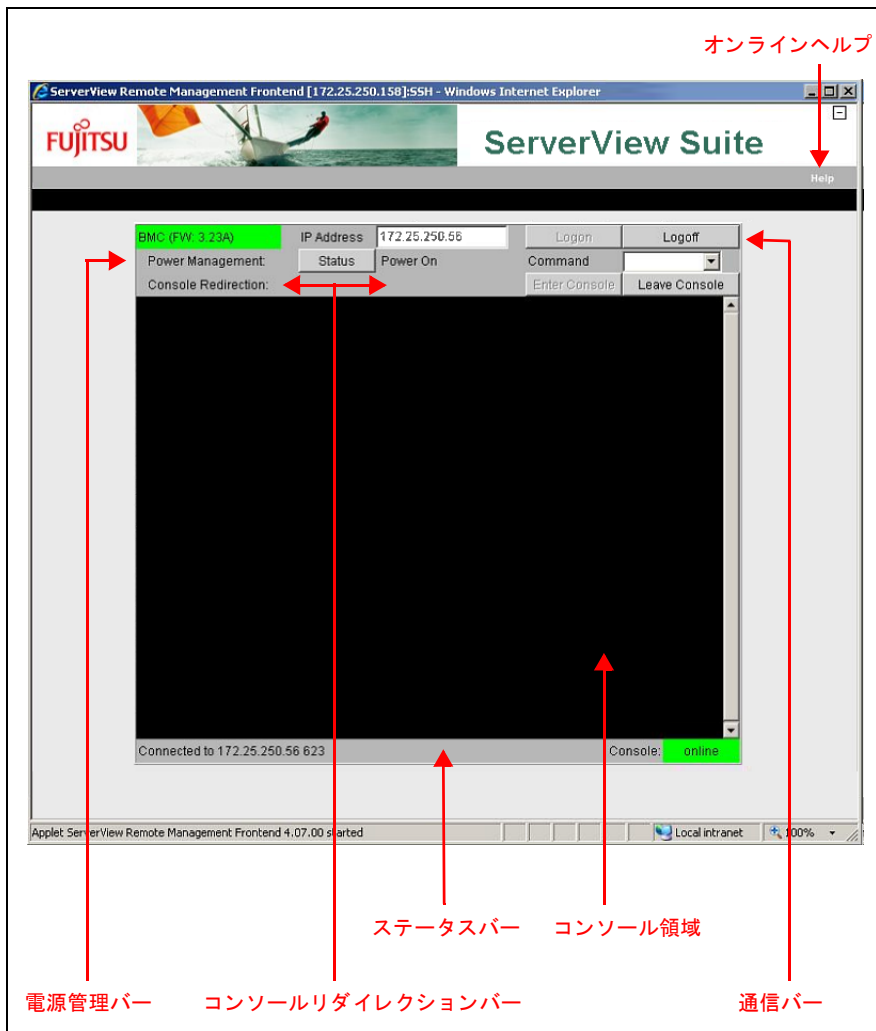 オンラインヘルプ
ServerView Remote Management Frontend [172.25.250.158]:SSH - Windows Internet Explorer
FUJITSU
ServerView Suite
Help
BMC (FW: 3.23A) IP Address 172.25.250.56 Logon Logoff
Power Management: Status Power On Command
Console Redirection: Enter Console Leave Console
Connected to 172.25.250.56 623 Console: online
Applet ServerView Remote Management Frontend 4.07.00 started Local intranet 100%
ステータスバー コンソール領域
電源管理バー コンソールリダイレクションバー 通信バー